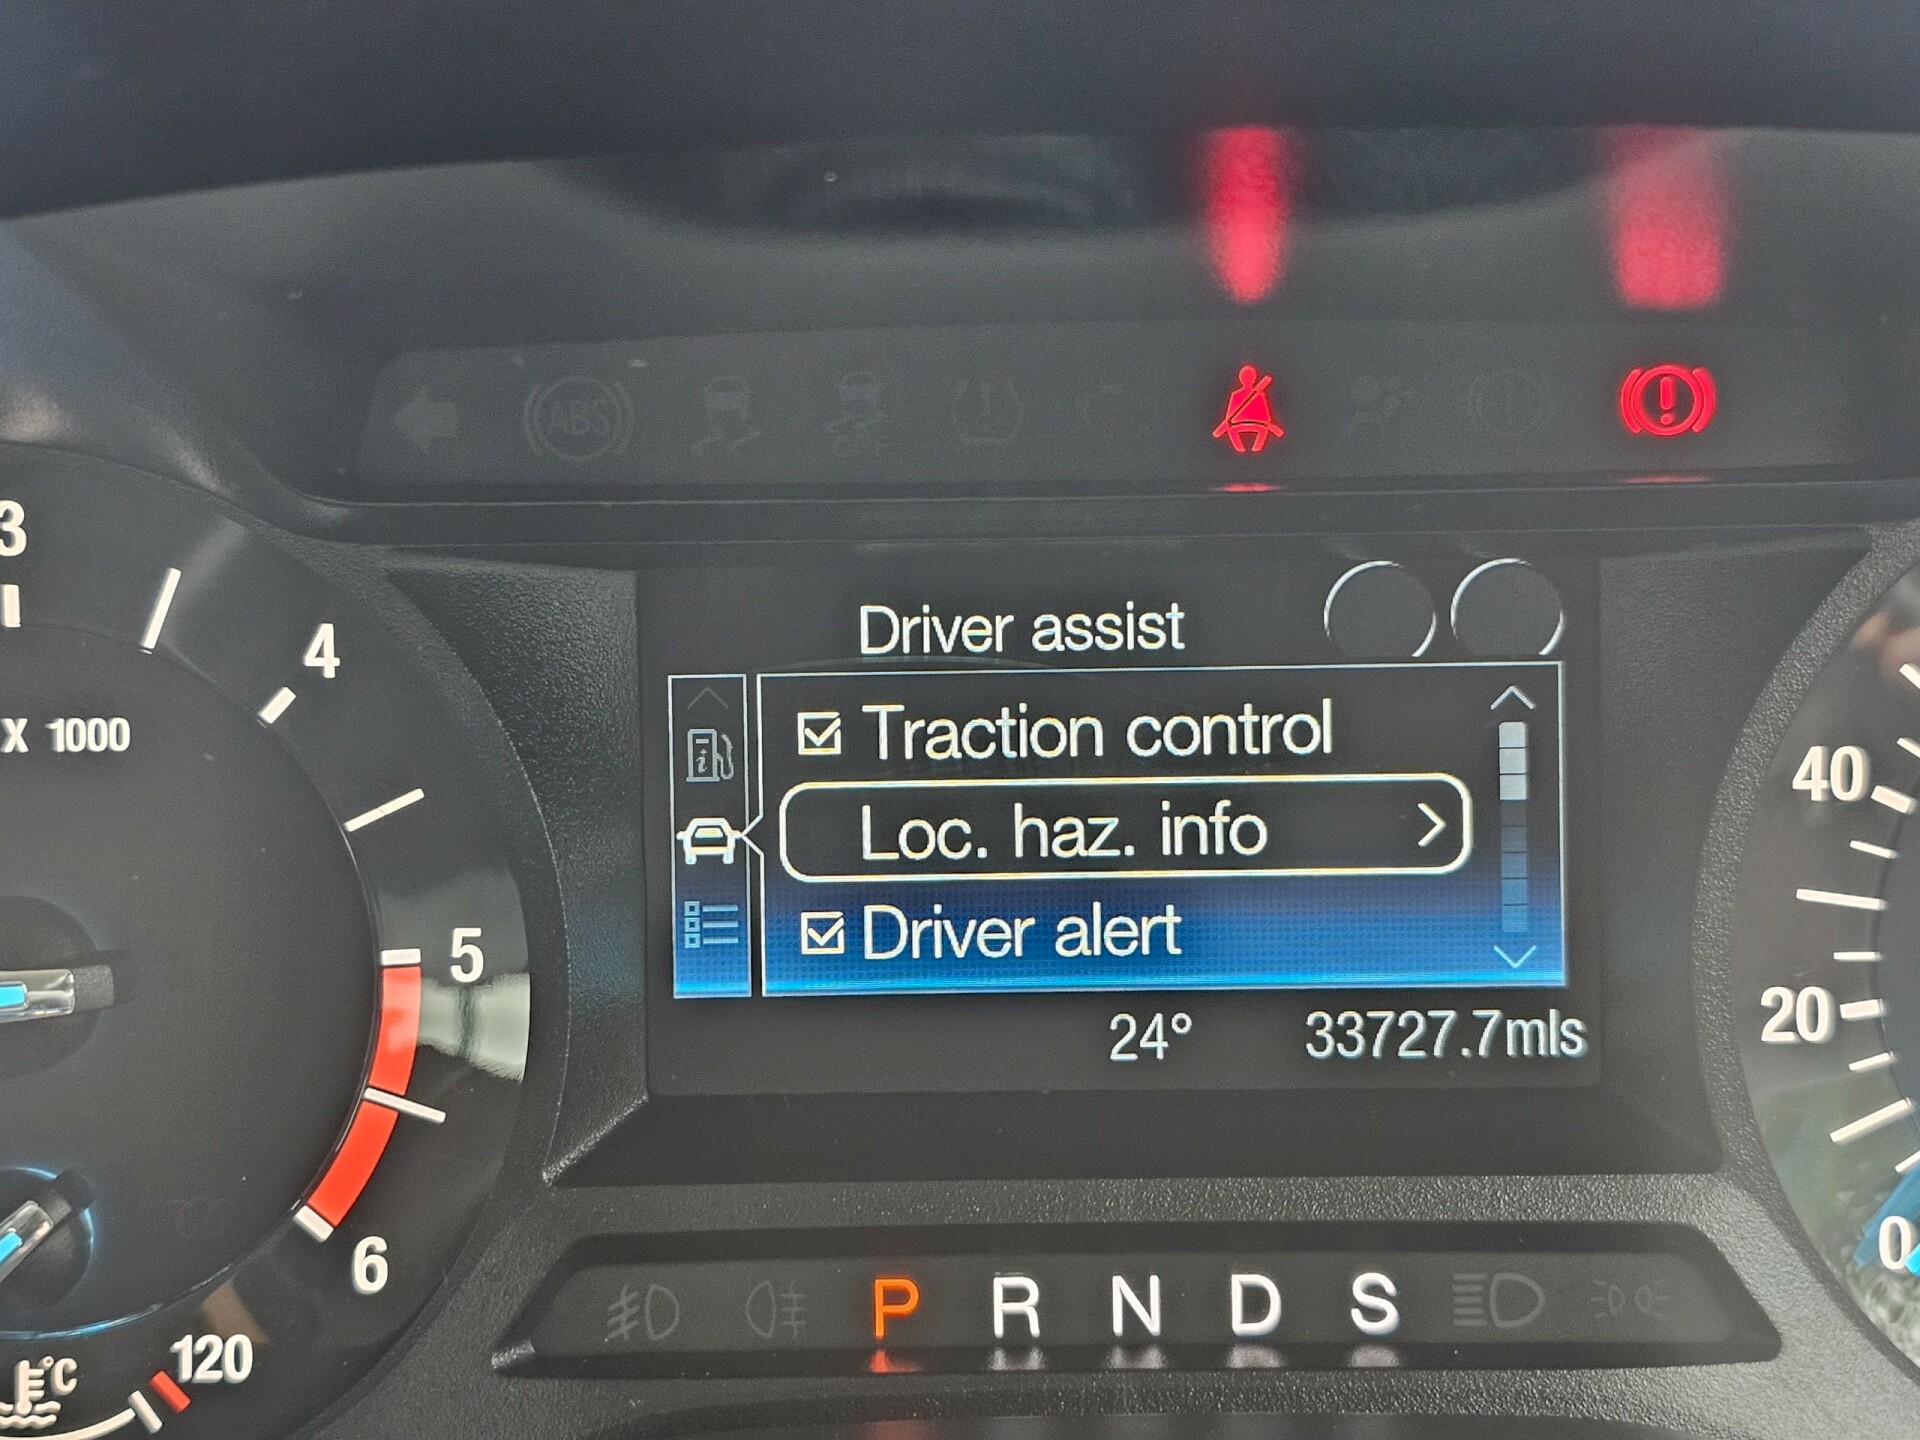 ABS
3
4
X 1000
5
6
120
°C
Driver assist
Traction control
Loc. haz. info
Driver alert
24° 33727.7mls
40
20
0
P R N D S